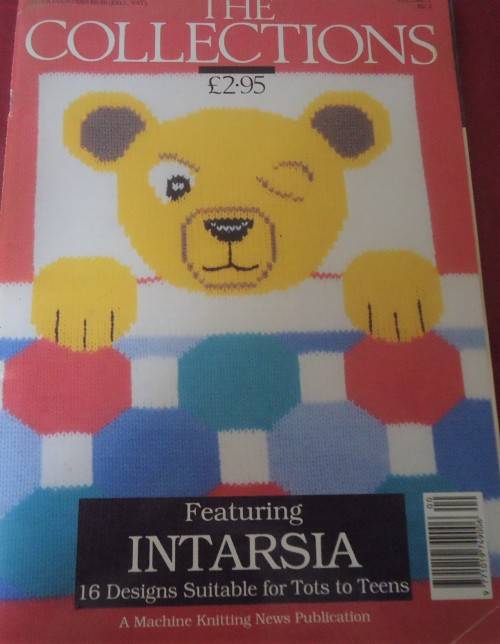 THE
COLLECTIONS
£2·95
Featuring
INTARSIA
16 Designs Suitable for Tots to Teens
A Machine Knitting News Publication